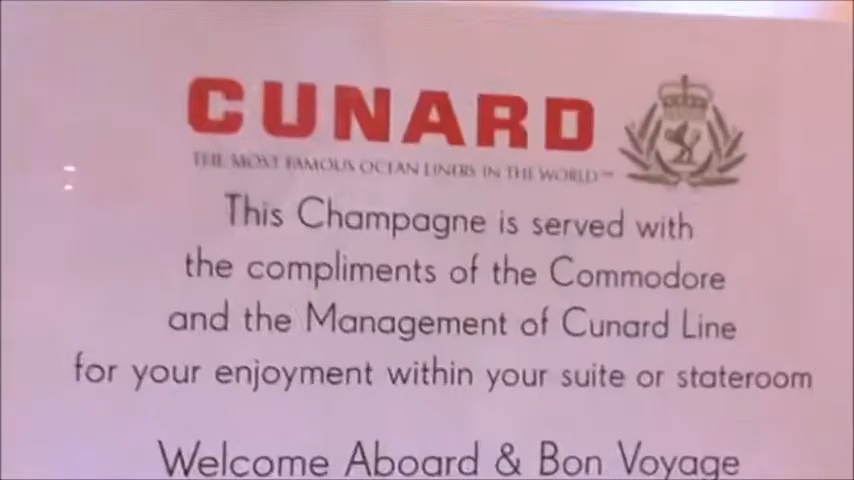 CUNARD
THE MOST FAMOUS OCEAN LINERS IN THE WORLD™
This Champagne is served with
the compliments of the Commodore
and the Management of Cunard Line
for your enjoyment within your suite or stateroom
Welcome Aboard & Bon Voyage